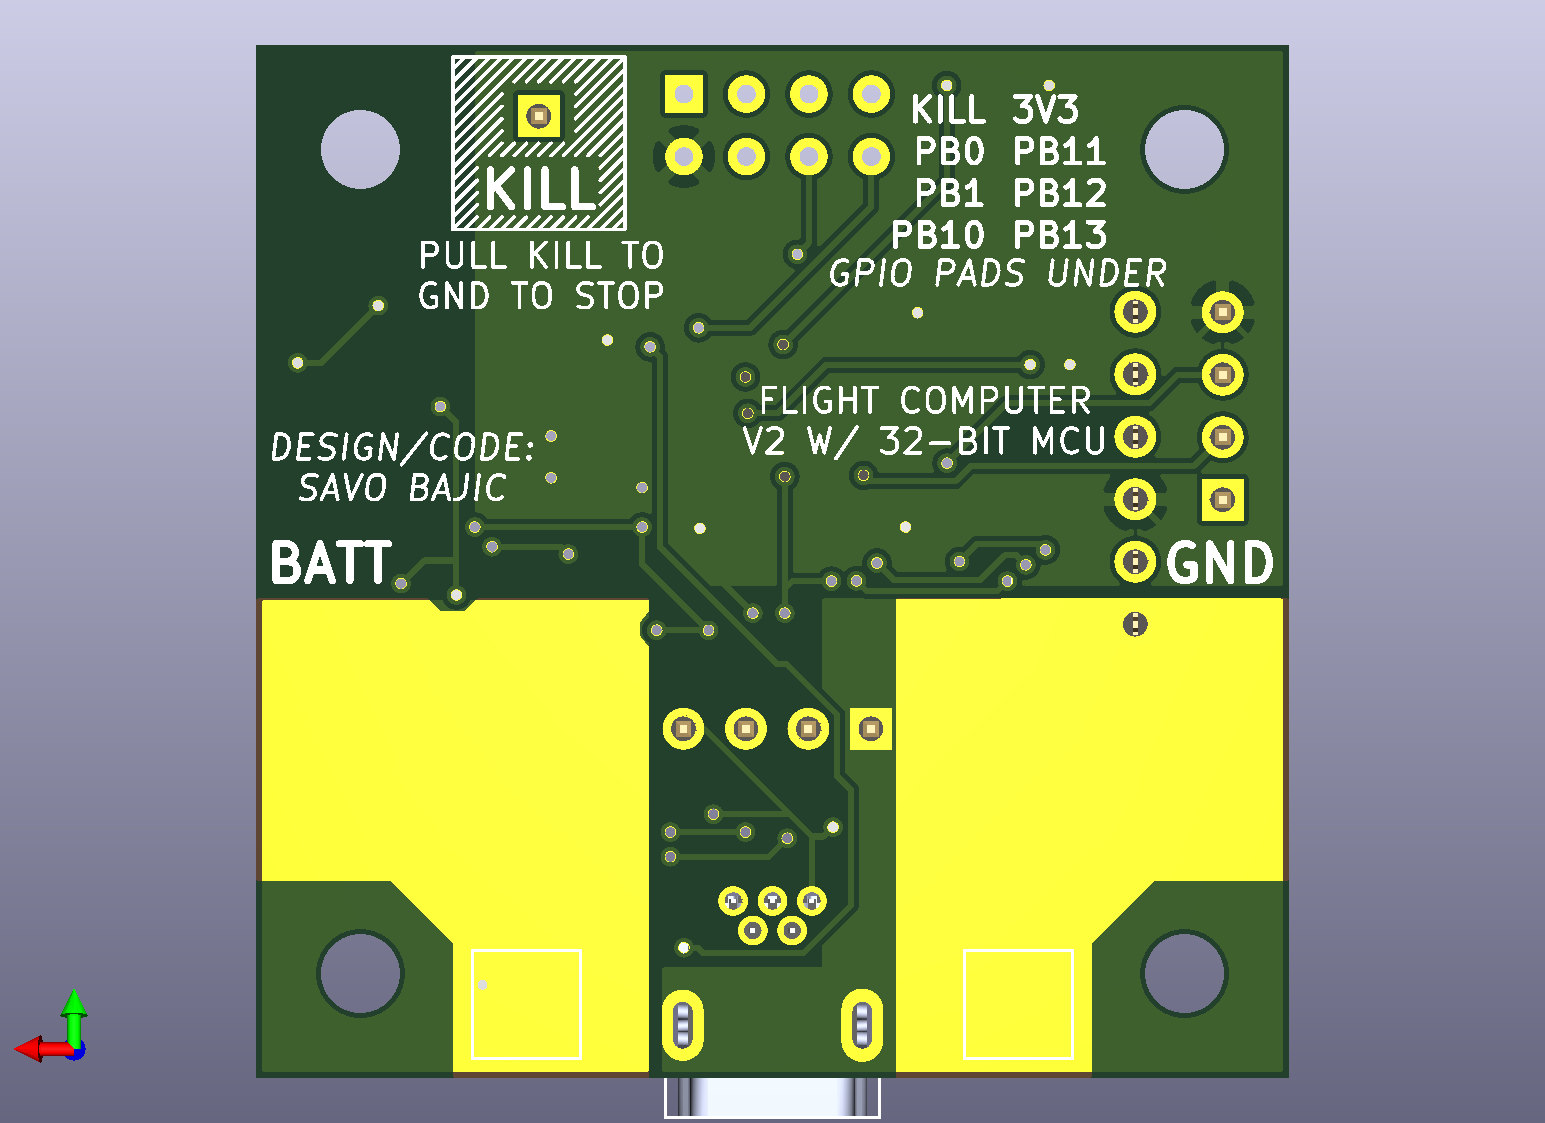 KILL
PULL KILL TO
GND TO STOP
KILL 3V3
PB0 PB11
PB1 PB12
PB10 PB13
GPIO PADS UNDER
FLIGHT COMPUTER
V2 W/ 32-BIT MCU
DESIGN/CODE:
SAVO BAJIC
BATT
GND